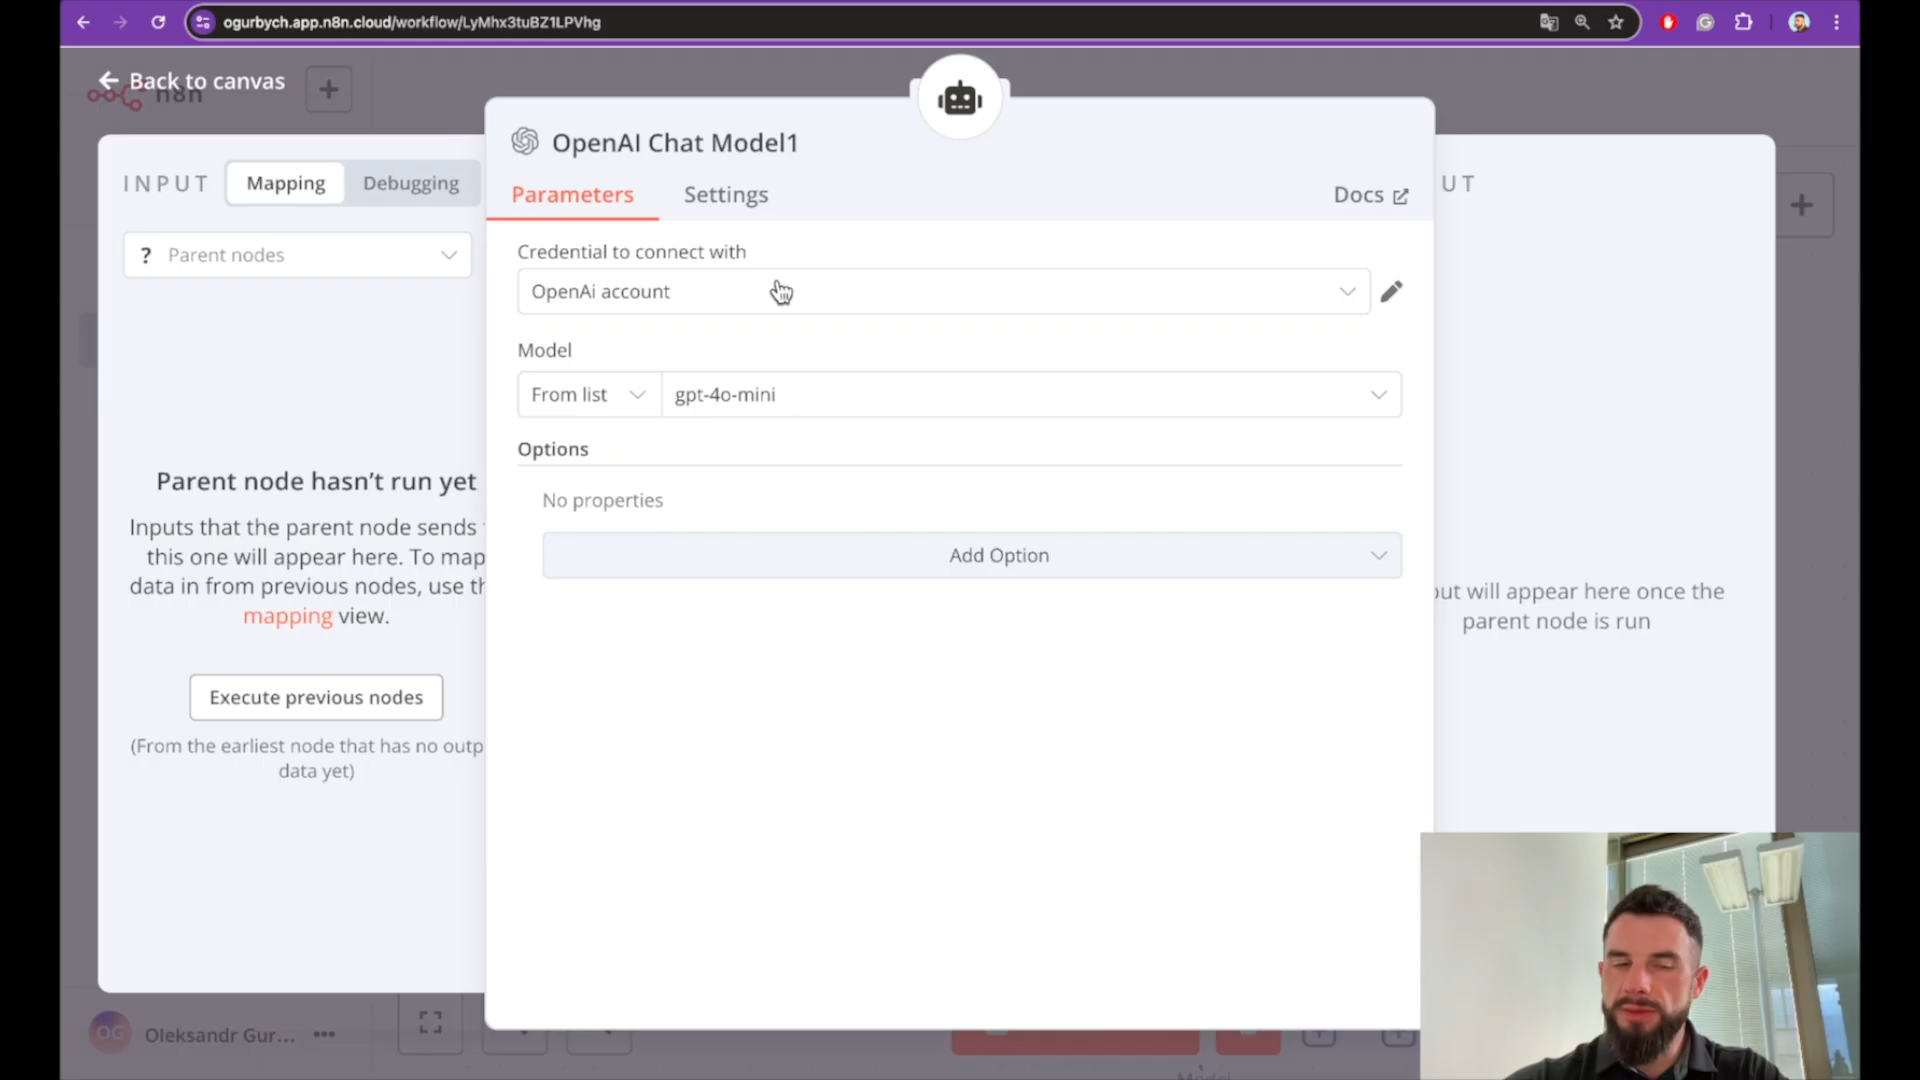 ogurbych.app.n8n.cloud/workflow/LyMhx3tuBZ1LPVhg
Back to canvas
n8n
INPUT
Mapping
Debugging
? Parent nodes
Parent node hasn't run yet
Inputs that the parent node sends
this one will appear here. To map
data in from previous nodes, use
mapping view.
Execute previous nodes
(From the earliest node that has no outp
data yet)
OpenAI Chat Model1
Parameters
Settings
Docs
Credential to connect with
OpenAi account
Model
From list
gpt-4o-mini
Options
No properties
Add Option
UT
put will appear here once the
parent node is run
OG
Oleksandr Gur...